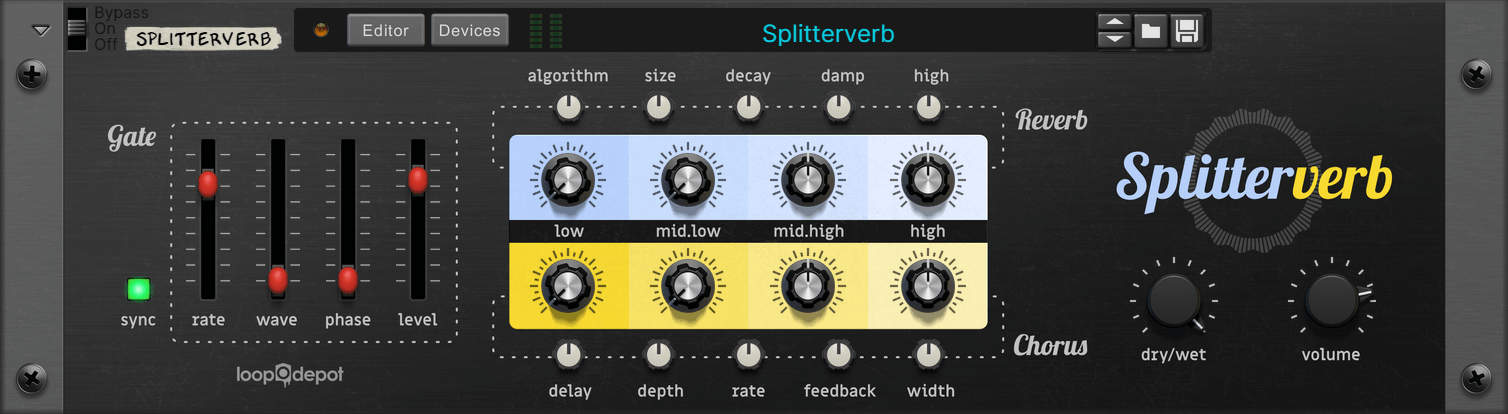 Bypass
On
Off
SPLITTERVERB
Editor
Devices
Splitterverb
algorithm size decay damp high
Gate
Reverb
Splitterverb
low mid.low mid.high high
sync rate wave phase level
Chorus
dry/wet volume
loopdepot
delay depth rate feedback width